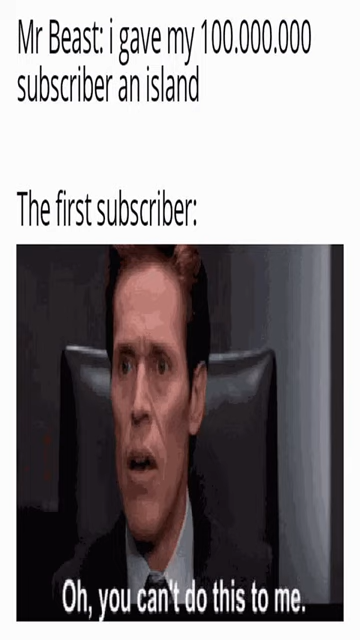 Mr Beast: i gave my 100.000.000
subscriber an island
The first subscriber:
Oh, you can't do this to me.